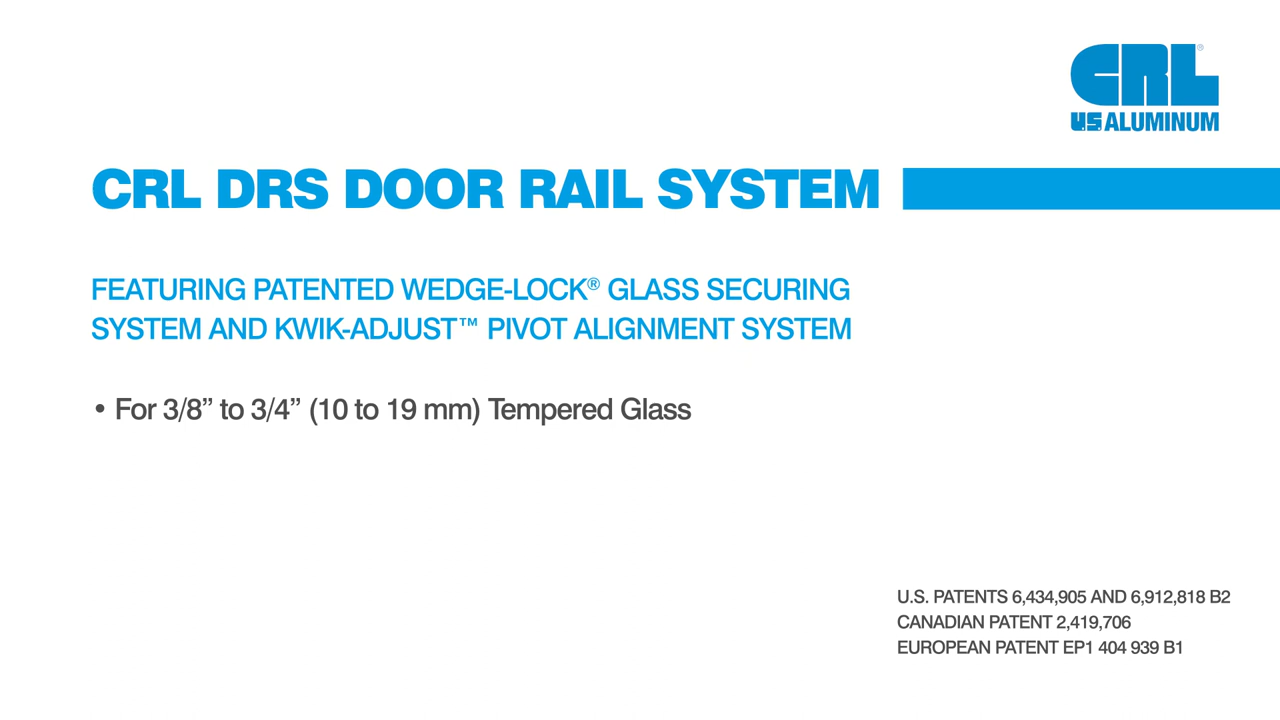 CRL®
U.S. ALUMINUM
CRL DRS DOOR RAIL SYSTEM
FEATURING PATENTED WEDGE-LOCK® GLASS SECURING
SYSTEM AND KWIK-ADJUST™ PIVOT ALIGNMENT SYSTEM
• For 3/8” to 3/4” (10 to 19 mm) Tempered Glass
U.S. PATENTS 6,434,905 AND 6,912,818 B2
CANADIAN PATENT 2,419,706
EUROPEAN PATENT EP1 404 939 B1